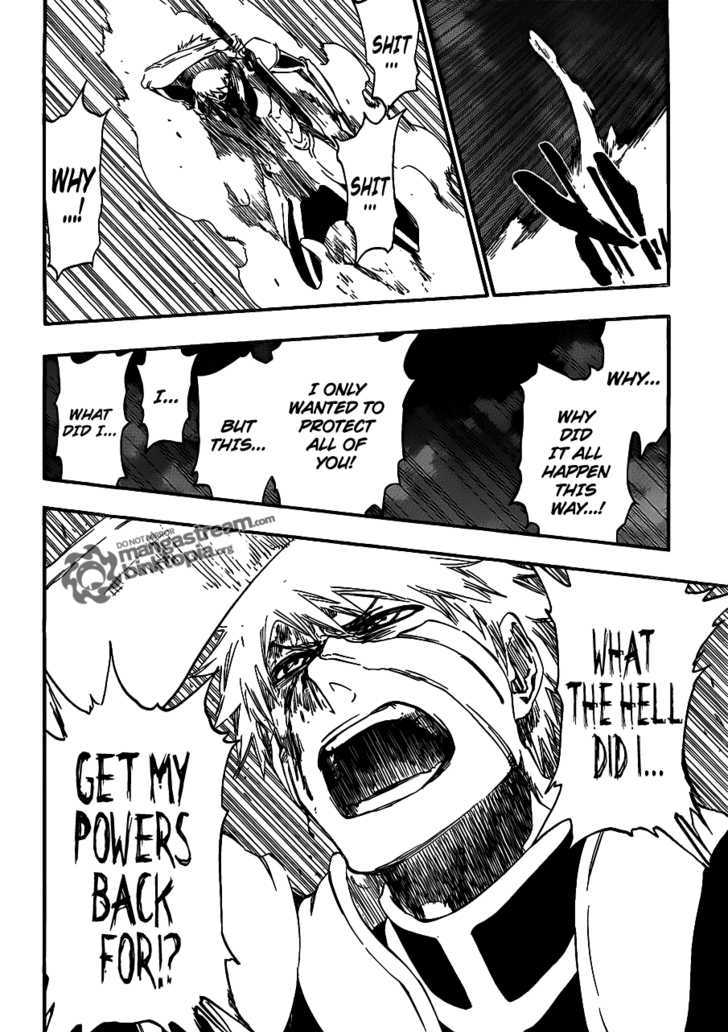 SHIT
...
SHIT
...
WHY
...!
WHY...
WHY
DID
IT ALL
HAPPEN
THIS
WAY...!
I ONLY
WANTED TO
PROTECT
ALL OF
YOU!
BUT
THIS...
I...
WHAT
DID I...
DO NOT MIRROR
mangastream.com
binktopia.org
WHAT
THE HELL
DID I...
GET MY
POWERS
BACK
FOR!?